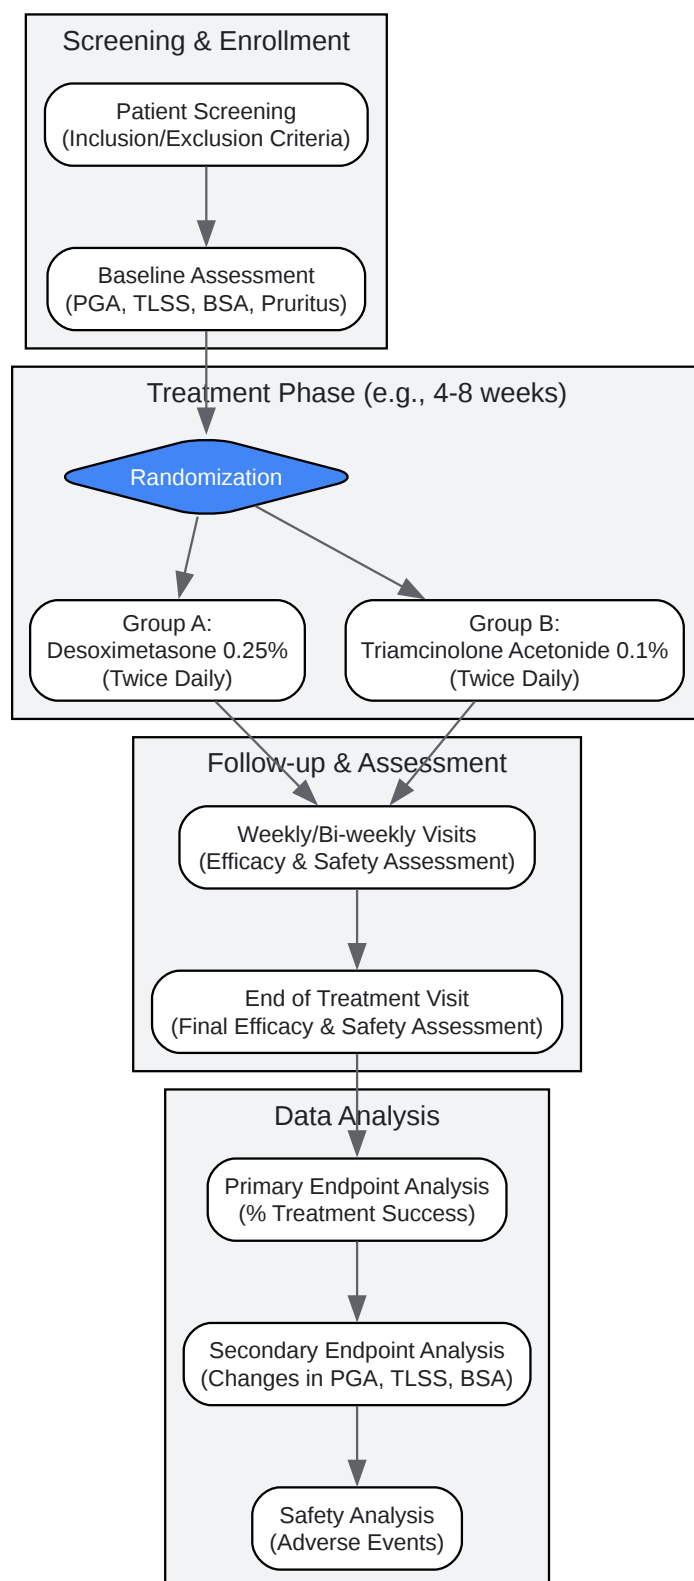 Screening & Enrollment
Patient Screening
(Inclusion/Exclusion Criteria)
Baseline Assessment
(PGA, TLSS, BSA, Pruritus)
Treatment Phase (e.g., 4-8 weeks)
Randomization
Group A:
Desoximetasone 0.25%
(Twice Daily)
Group B:
Triamcinolone Acetonide 0.1%
(Twice Daily)
Follow-up & Assessment
Weekly/Bi-weekly Visits
(Efficacy & Safety Assessment)
End of Treatment Visit
(Final Efficacy & Safety Assessment)
Data Analysis
Primary Endpoint Analysis
(% Treatment Success)
Secondary Endpoint Analysis
(Changes in PGA, TLSS, BSA)
Safety Analysis
(Adverse Events)